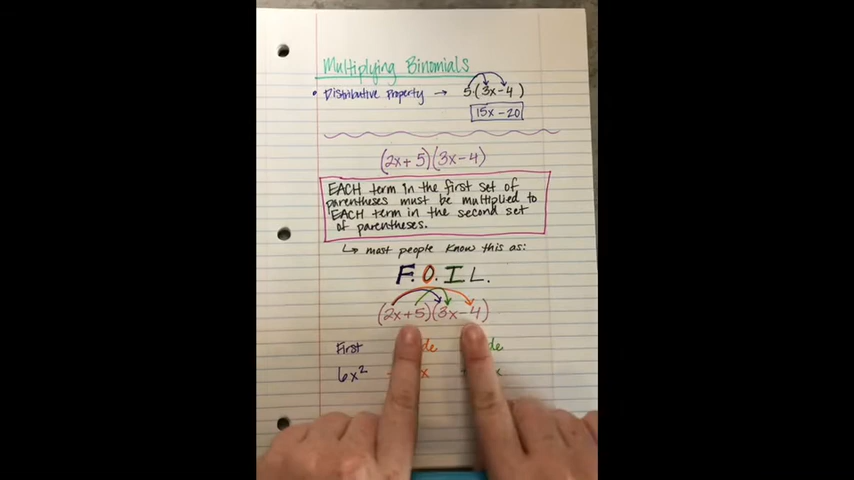 Multiplying Binomials
• Distributive Property → 5·(3x-4)
15x - 20
(2x+5)(3x-4)
EACH term in the first set of
parentheses must be multiplied to
EACH term in the second set
of parentheses.
↳ most people know this as:
F.O.I.L.
(2x+5)(3x-4)
First
6x²